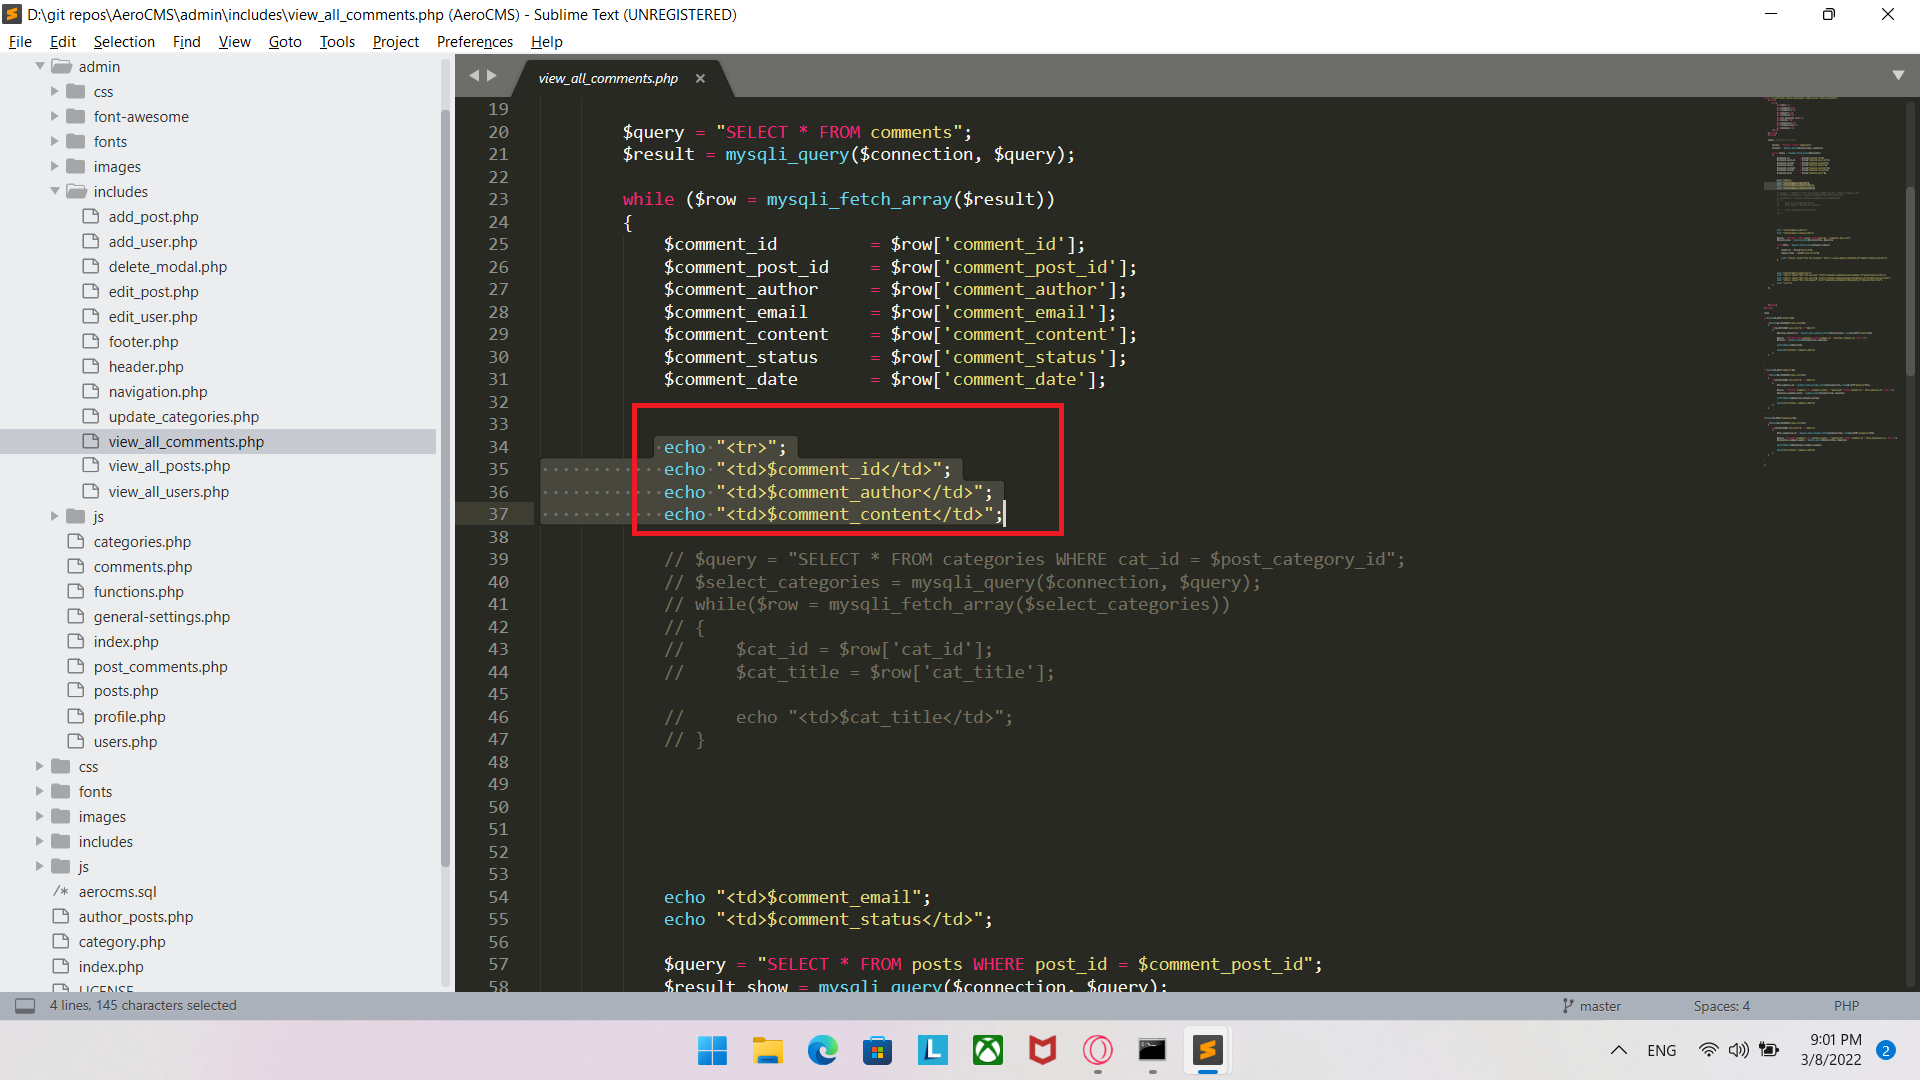 D:\git repos\AeroCMS\admin\includes\view_all_comments.php (AeroCMS) - Sublime Text (UNREGISTERED)
File Edit Selection Find View Goto Tools Project Preferences Help
admin
css
font-awesome
fonts
images
includes
add_post.php
add_user.php
delete_modal.php
edit_post.php
edit_user.php
footer.php
header.php
navigation.php
update_categories.php
view_all_comments.php
view_all_posts.php
view_all_users.php
js
categories.php
comments.php
functions.php
general-settings.php
index.php
post_comments.php
posts.php
profile.php
users.php
css
fonts
images
includes
js
/* aerocms.sql
author_posts.php
category.php
index.php
LICENSE
view_all_comments.php ×
19
20 $query = "SELECT * FROM comments";
21 $result = mysqli_query($connection, $query);
22
23 while ($row = mysqli_fetch_array($result))
24 {
25 $comment_id = $row['comment_id'];
26 $comment_post_id = $row['comment_post_id'];
27 $comment_author = $row['comment_author'];
28 $comment_email = $row['comment_email'];
29 $comment_content = $row['comment_content'];
30 $comment_status = $row['comment_status'];
31 $comment_date = $row['comment_date'];
32
33
34 echo "<tr>";
35 echo "<td>$comment_id</td>";
36 echo "<td>$comment_author</td>";
37 echo "<td>$comment_content</td>";
38
39 // $query = "SELECT * FROM categories WHERE cat_id = $post_category_id";
40 // $select_categories = mysqli_query($connection, $query);
41 // while($row = mysqli_fetch_array($select_categories))
42 // {
43 // $cat_id = $row['cat_id'];
44 // $cat_title = $row['cat_title'];
45
46 // echo "<td>$cat_title</td>";
47 // }
48
49
50
51
52
53
54 echo "<td>$comment_email";
55 echo "<td>$comment_status</td>";
56
57 $query = "SELECT * FROM posts WHERE post_id = $comment_post_id";
58 $result_show = mysqli_query($connection, $query);
4 lines, 145 characters selected
master
Spaces: 4
PHP
ENG
9:01 PM
3/8/2022
2